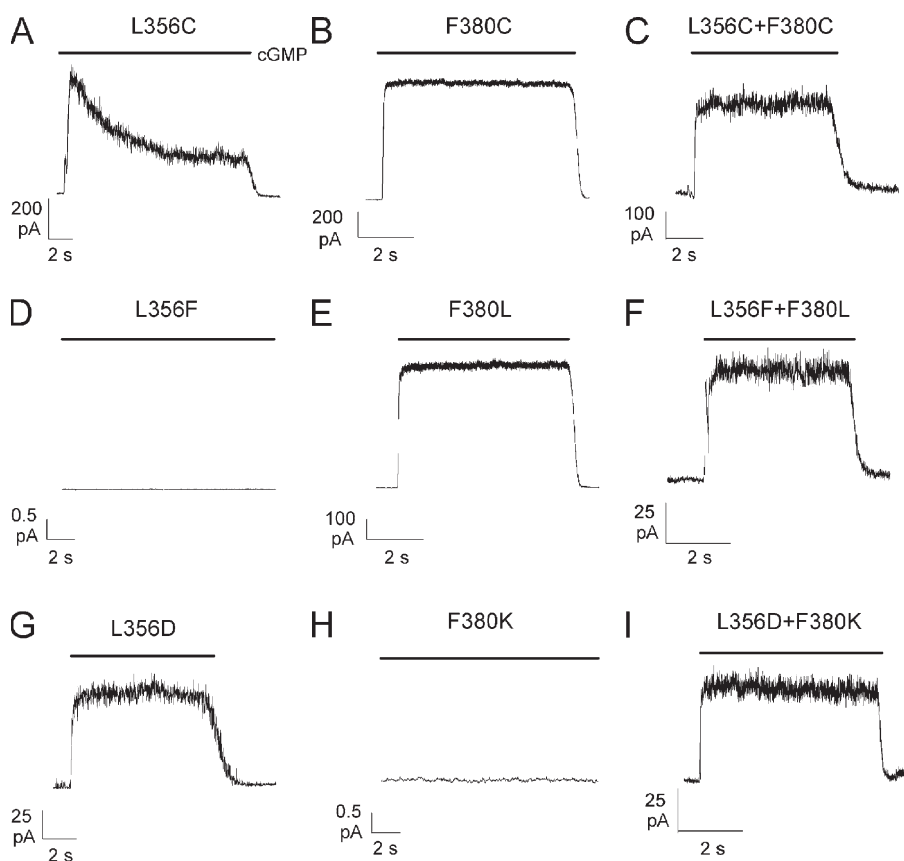 A
L356C
cGMP
200
pA
2 s
B
F380C
200
pA
2 s
C
L356C+F380C
100
pA
2 s
D
L356F
0.5
pA
2 s
E
F380L
100
pA
2 s
F
L356F+F380L
25
pA
2 s
G
L356D
25
pA
2 s
H
F380K
0.5
pA
2 s
I
L356D+F380K
25
pA
2 s